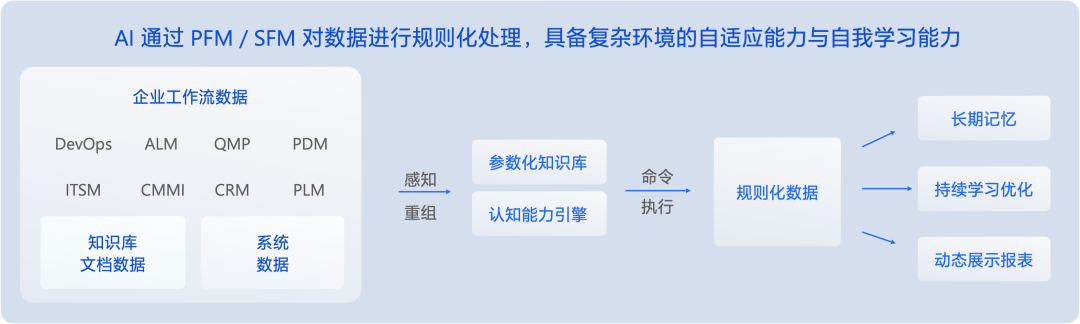 AI 通过 PFM / SFM 对数据进行规则化处理，具备复杂环境的自适应能力与自我学习能力
企业工作流数据
DevOps ALM QMP PDM
ITSM CMMI CRM PLM
知识库
文档数据
系统
数据
感知
重组
参数化知识库
认知能力引擎
命令
执行
规则化数据
长期记忆
持续学习优化
动态展示报表